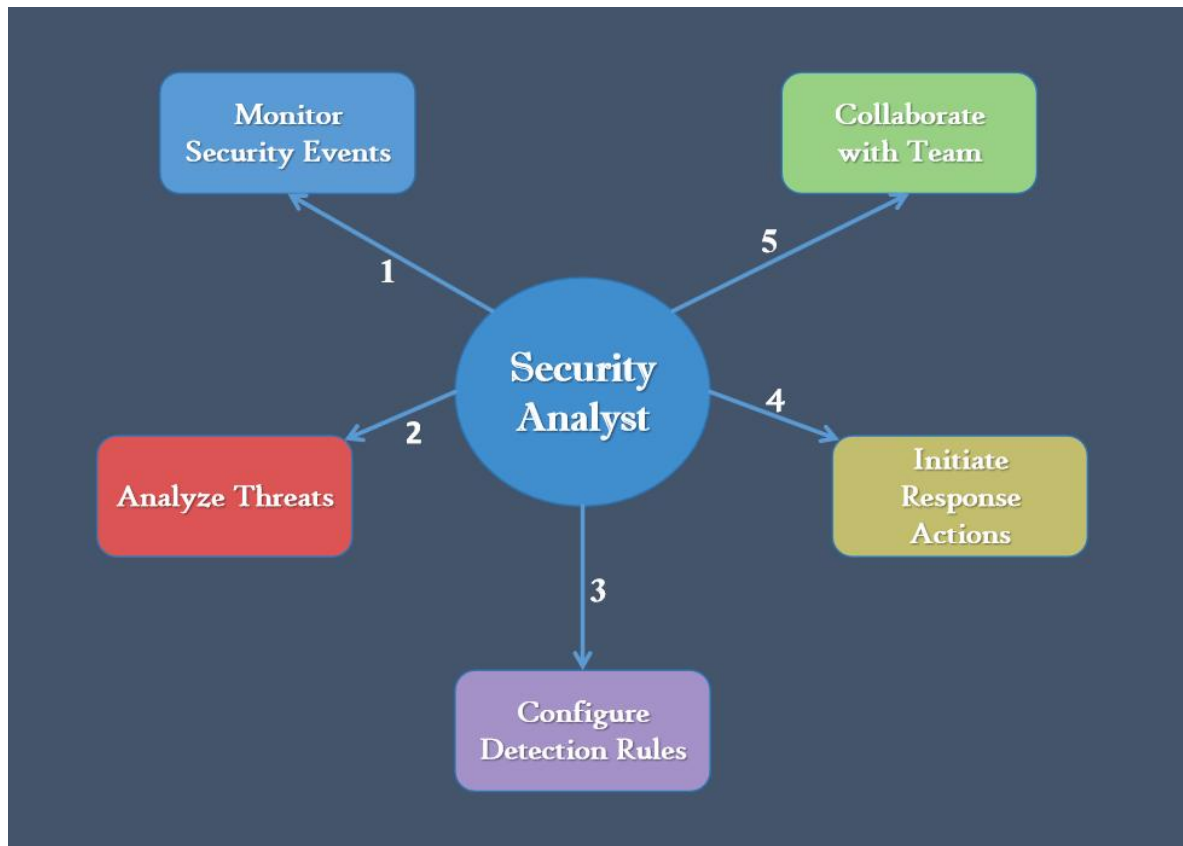 Monitor
Security Events
Collaborate
with Team
1
5
Security
Analyst
2
4
Analyze Threats
Initiate
Response
Actions
3
Configure
Detection Rules